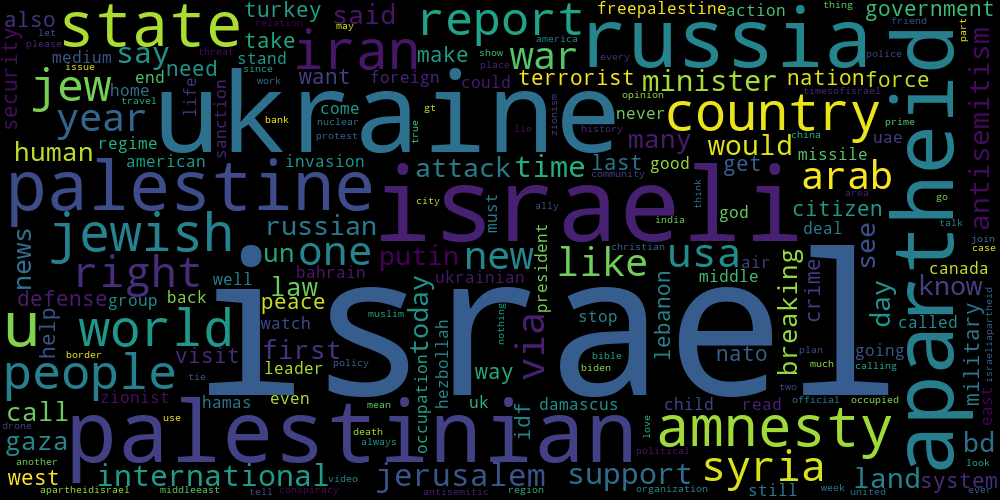 state
turkey
said
report
freepalestine
action
thing
government
also
let
please
relation
may
friend
part
say
iran
take
stand
threat
make
america
show
place
war
russia
every
police
security
medium
issue
need
want
foreign
could
terrorist
minister
nation
force
jew
end
home
travel
life
since
work
sanction
come
nuclear
gt
true
opinion
never
timesofisrael
country
prime
year
ukraine
bank
protest
lie
zionism
history
many
china
uae
antisemitism
human
regime
american
invasion
attack
time
community
last
good
would
get
missile
area
arab
apartheid
palestine
israeli
city
must
ally
india
god
think
citizen
go
talk
jewish
russian
deal
join
case
news
right
un
one
putin
new
president
like
christian
usa
air
see
canada
well
bahrain
ukrainian
middle
breaking
crime
know
defense
group
back
law
peace
israel
today
nothing
lebanon
day
military
u
world
help
watch
muslim
via
stop
called
east
israeliapartheid
border
visit
first
leader
policy
occupation
hezbollah
way
bible
biden
nato
plan
much
going
calling
people
tie
zionist
hamas
even
uk
idf
damascus
child
read
two
official
occupied
call
use
mean
love
gaza
drone
palestinian
death
always
political
amnesty
bd
look
west
another
international
video
jerusalem
support
syria
land
system
apartheidisrael
middleeast
tell
conspiracy
antisemitic
region
organization
still
week
united
ever